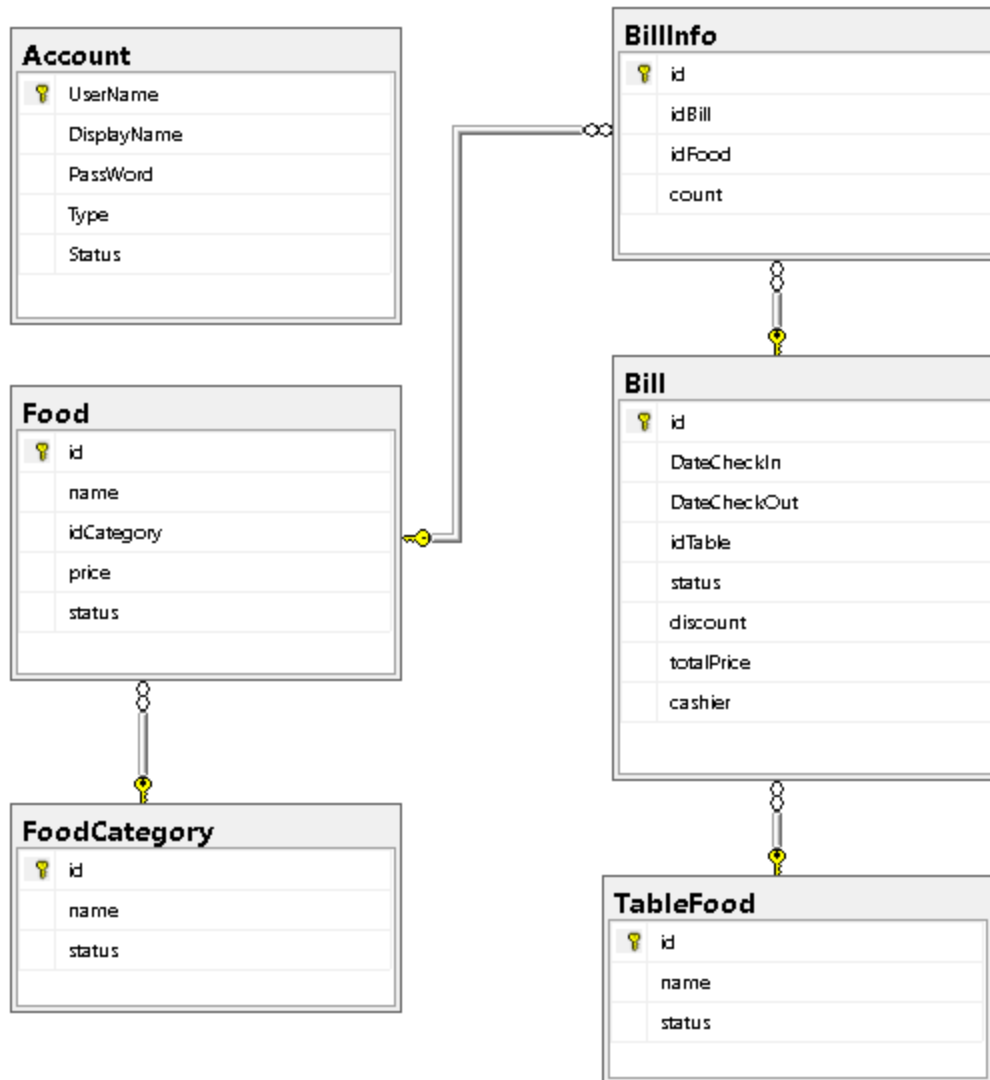 Account
UserName
DisplayName
PassWord
Type
Status
BillInfo
id
idBill
idFood
count
Food
id
name
idCategory
price
status
Bill
id
DateCheckIn
DateCheckOut
idTable
status
discount
totalPrice
cashier
FoodCategory
id
name
status
TableFood
id
name
status